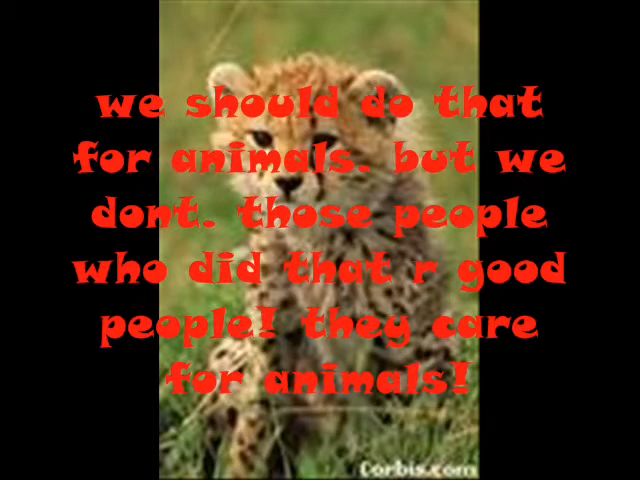 we should do that
for animals. but we
dont. those people
who did that r good
people! they care
for animals!
Corbis.com